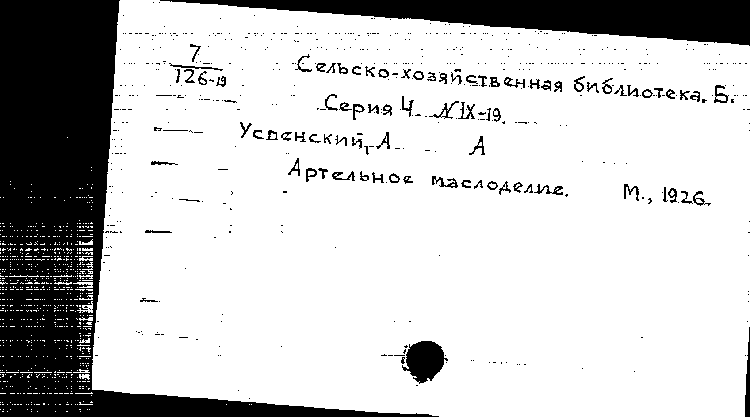 7
126-19
Сельско-хозяйственная библиотека. Б.
Серия 4 N IX-19.
Успенский, А. А
Артельное маслоделие. М., 1926.